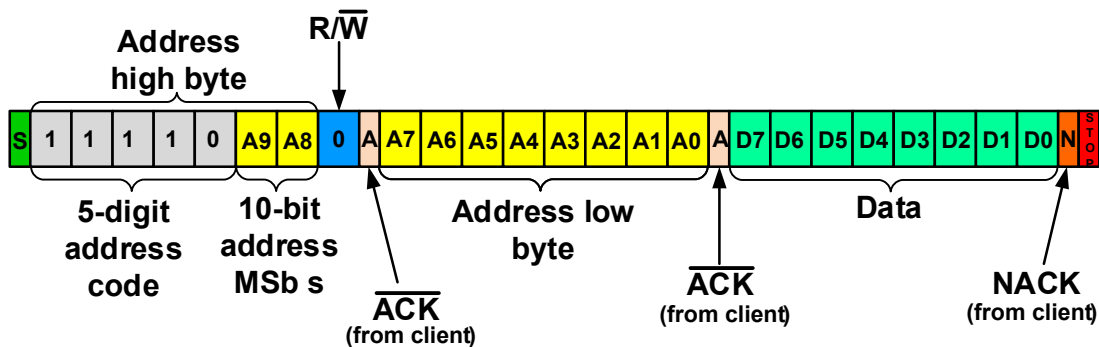 R/W
Address
high byte
S 1 1 1 1 0 A9 A8 0 A A7 A6 A5 A4 A3 A2 A1 A0 A D7 D6 D5 D4 D3 D2 D1 D0 N STOP
5-digit
address
code
10-bit
address
MSb s
Address low
byte
Data
ACK
(from client)
ACK
(from client)
NACK
(from client)